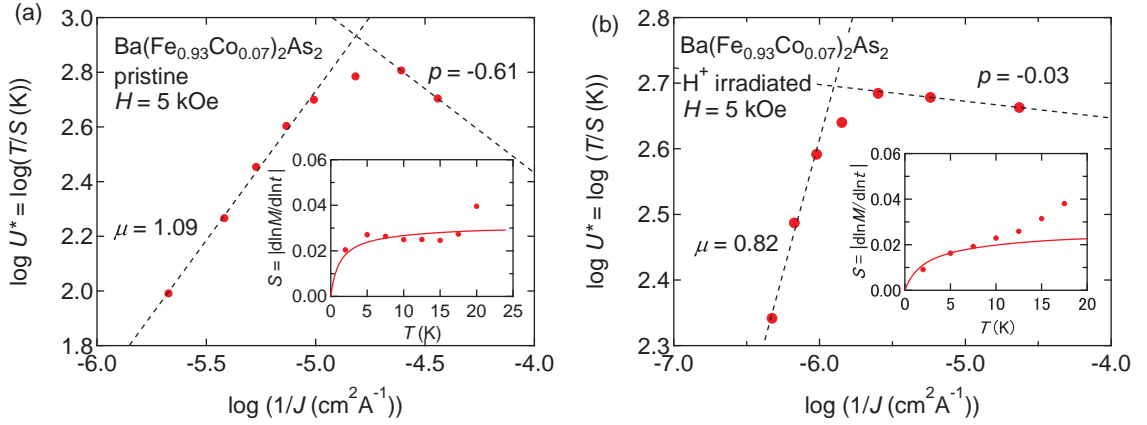 (a)
3.0
2.8
2.6
2.4
2.2
2.0
1.8
log U* = log(T/S (K))
Ba(Fe0.93Co0.07)2As2
pristine
H = 5 kOe
p = -0.61
μ = 1.09
0.06
0.04
0.02
0.00
S = |dlnM/dlnt |
0 5 10 15 20 25
T (K)
-6.0 -5.5 -5.0 -4.5 -4.0
log (1/J (cm²A⁻¹))
(b)
2.8
2.7
2.6
2.5
2.4
2.3
log U* = log (T/S (K))
Ba(Fe0.93Co0.07)2As2
H⁺ irradiated
H = 5 kOe
p = -0.03
μ = 0.82
0.06
0.04
0.02
0.00
S = |dlnM/dlnt |
0 5 10 15 20
T (K)
-7.0 -6.0 -5.0 -4.0
log (1/J (cm²A⁻¹))